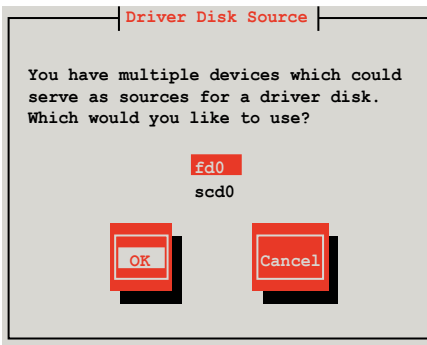 Driver Disk Source
You have multiple devices which could
serve as sources for a driver disk.
Which would you like to use?
fd0
scd0
OK Cancel